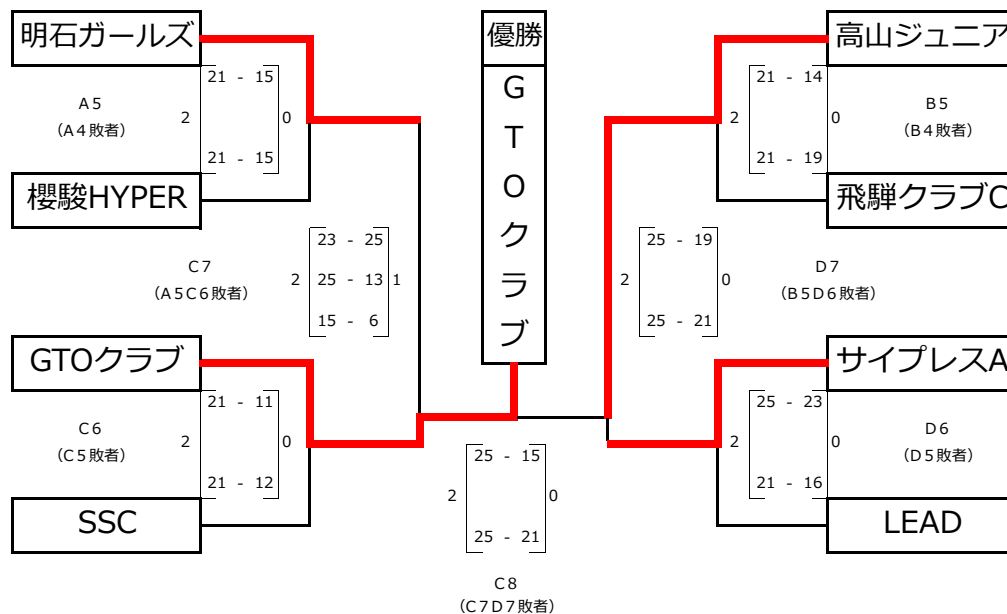 明石ガールズ
21 - 15
A5
(A4敗者)
2
0
21 - 15
櫻駿HYPER
23 - 25
C7
(A5C6敗者)
2
25 - 13
1
15 - 6
GTOクラブ
21 - 11
C6
(C5敗者)
2
0
21 - 12
SSC
優勝
G
T
O
ク
ラ
ブ
25 - 15
2
0
25 - 21
C8
(C7D7敗者)
高山ジュニア
21 - 14
2
0
B5
(B4敗者)
21 - 19
飛騨クラブC
25 - 19
2
0
D7
(B5D6敗者)
25 - 21
サイプレスA
25 - 23
2
0
D6
(D5敗者)
21 - 16
LEAD